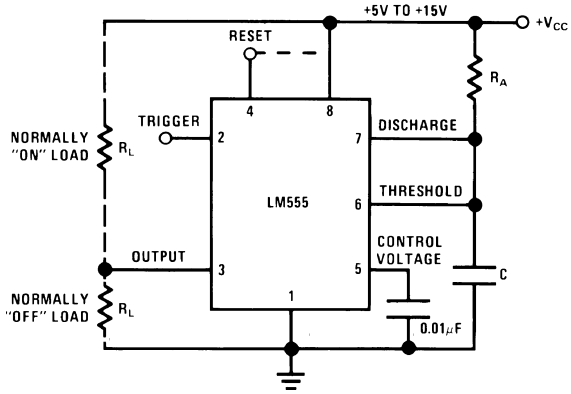 +5V TO +15V
+VCC
RESET
RA
4
8
TRIGGER
2
7
DISCHARGE
NORMALLY
"ON" LOAD
RL
LM555
6
THRESHOLD
CONTROL
VOLTAGE
OUTPUT
3
5
C
NORMALLY
"OFF" LOAD
RL
1
0.01µF